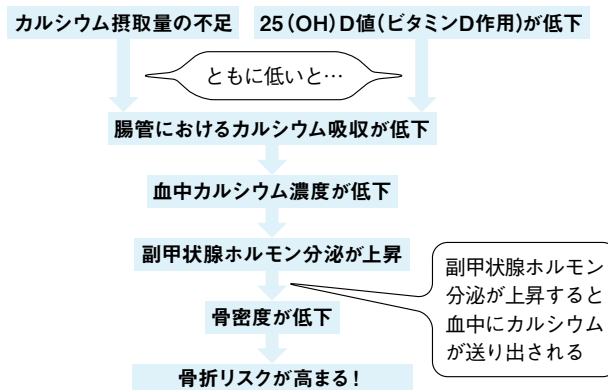 カルシウム摂取量の不足
25(OH)D値(ビタミンD作用)が低下
ともに低いと…
腸管におけるカルシウム吸収が低下
血中カルシウム濃度が低下
副甲状腺ホルモン分泌が上昇
副甲状腺ホルモン
分泌が上昇すると
血中にカルシウム
が送り出される
骨密度が低下
骨折リスクが高まる!